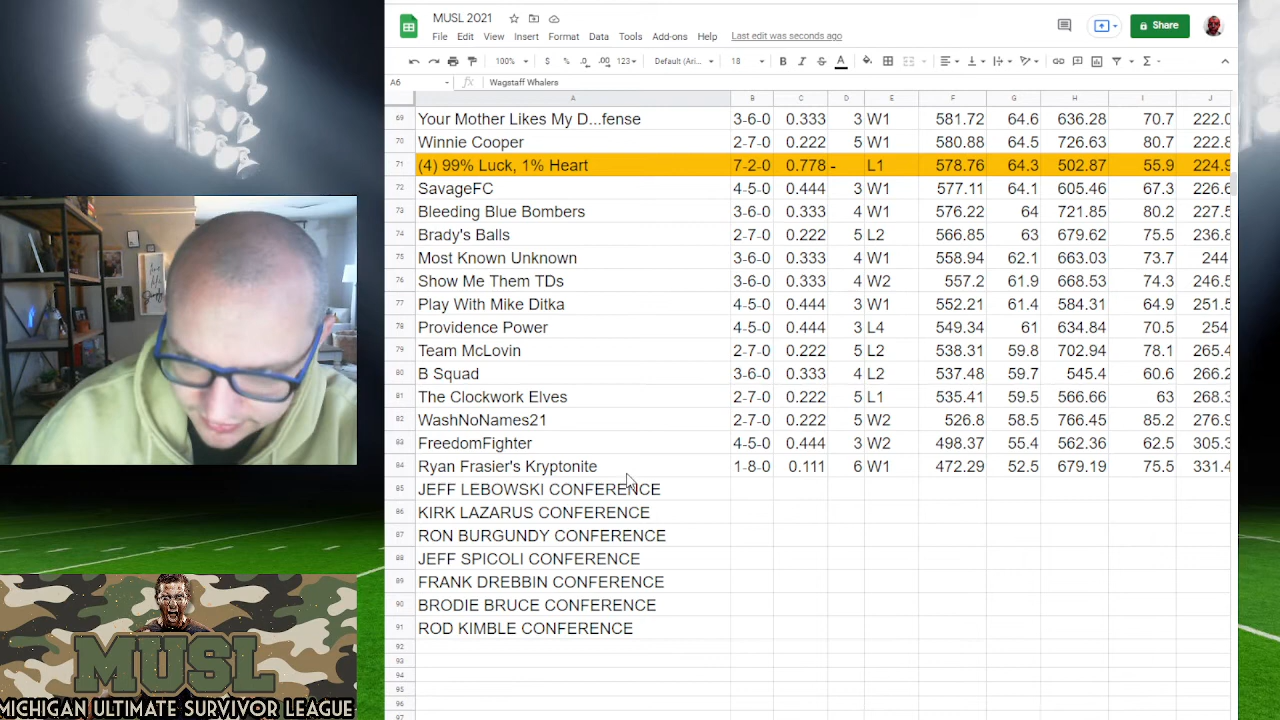 MUSL 2021
File Edit View Insert Format Data Tools Add-ons Help Last edit was seconds ago
Share
100% $ % .0 .00 123 Default (Ari... 18 B I S A
A6 fx Wagstaff Whalers
A B C D E F G H I J
69 Your Mother Likes My D...fense 3-6-0 0.333 3 W1 581.72 64.6 636.28 70.7 222.0
70 Winnie Cooper 2-7-0 0.222 5 W1 580.88 64.5 726.63 80.7 222.8
71 (4) 99% Luck, 1% Heart 7-2-0 0.778 - L1 578.76 64.3 502.87 55.9 224.9
72 SavageFC 4-5-0 0.444 3 W1 577.11 64.1 605.46 67.3 226.6
73 Bleeding Blue Bombers 3-6-0 0.333 4 W1 576.22 64 721.85 80.2 227.5
74 Brady's Balls 2-7-0 0.222 5 L2 566.85 63 679.62 75.5 236.8
75 Most Known Unknown 3-6-0 0.333 4 W1 558.94 62.1 663.03 73.7 244
76 Show Me Them TDs 3-6-0 0.333 4 W2 557.2 61.9 668.53 74.3 246.5
77 Play With Mike Ditka 4-5-0 0.444 3 W1 552.21 61.4 584.31 64.9 251.5
78 Providence Power 4-5-0 0.444 3 L4 549.34 61 634.84 70.5 254
79 Team McLovin 2-7-0 0.222 5 L2 538.31 59.8 702.94 78.1 265.4
80 B Squad 3-6-0 0.333 4 L2 537.48 59.7 545.4 60.6 266.2
81 The Clockwork Elves 2-7-0 0.222 5 L1 535.41 59.5 566.66 63 268.3
82 WashNoNames21 2-7-0 0.222 5 W2 526.8 58.5 766.45 85.2 276.9
83 FreedomFighter 4-5-0 0.444 3 W2 498.37 55.4 562.36 62.5 305.3
84 Ryan Frasier's Kryptonite 1-8-0 0.111 6 W1 472.29 52.5 679.19 75.5 331.4
85 JEFF LEBOWSKI CONFERENCE
86 KIRK LAZARUS CONFERENCE
87 RON BURGUNDY CONFERENCE
88 JEFF SPICOLI CONFERENCE
89 FRANK DREBBIN CONFERENCE
90 BRODIE BRUCE CONFERENCE
91 ROD KIMBLE CONFERENCE
92
93
94
95
96
97
MUSL
MICHIGAN ULTIMATE SURVIVOR LEAGUE